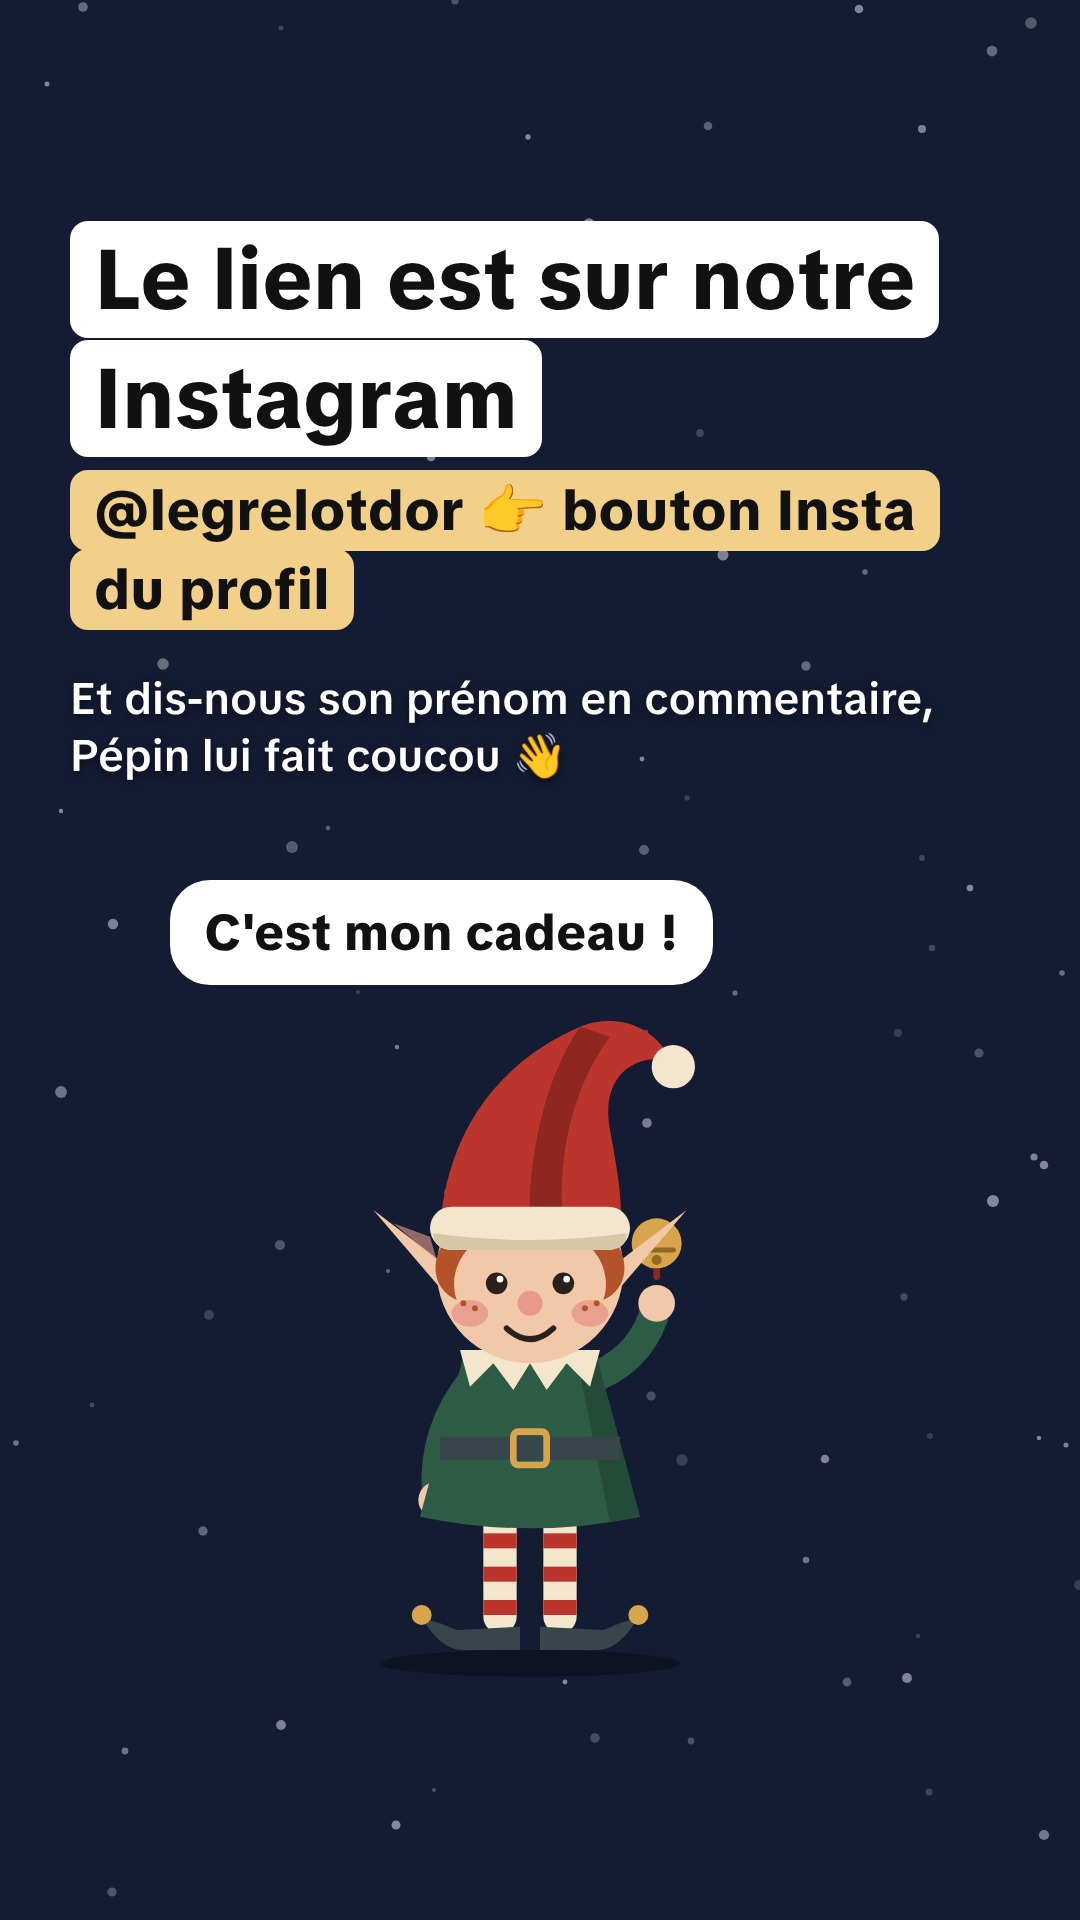 Le lien est sur notre
Instagram
@legrelotdor 👉 bouton Insta
du profil
Et dis-nous son prénom en commentaire,
Pépin lui fait coucou 👋
C'est mon cadeau !